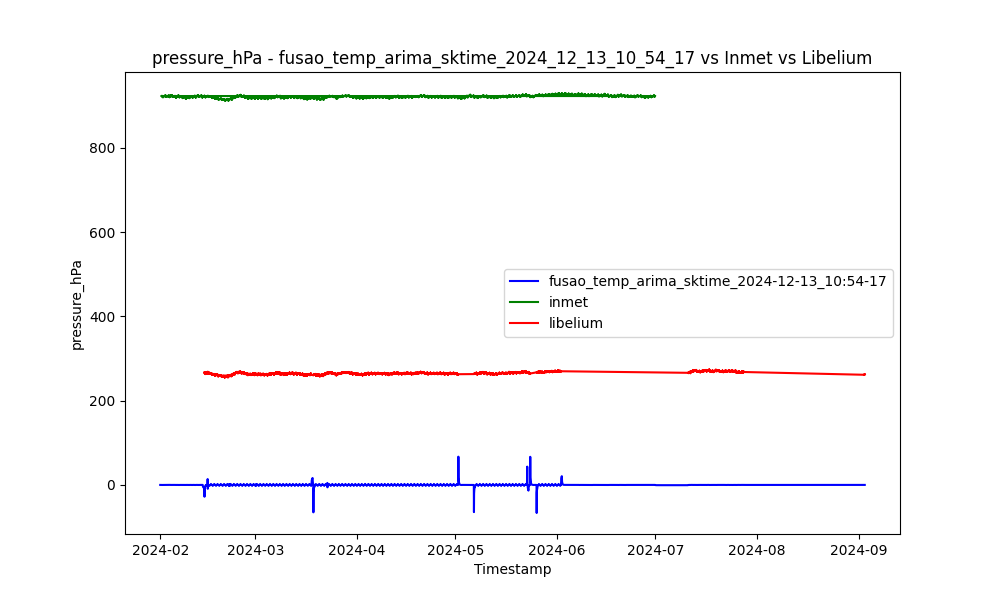 pressure_hPa - fusao_temp_arima_sktime_2024_12_13_10_54_17 vs Inmet vs Libelium
pressure_hPa
800
600
400
200
0
fusao_temp_arima_sktime_2024-12-13_10:54-17
inmet
libelium
2024-02 2024-03 2024-04 2024-05 2024-06 2024-07 2024-08 2024-09
Timestamp